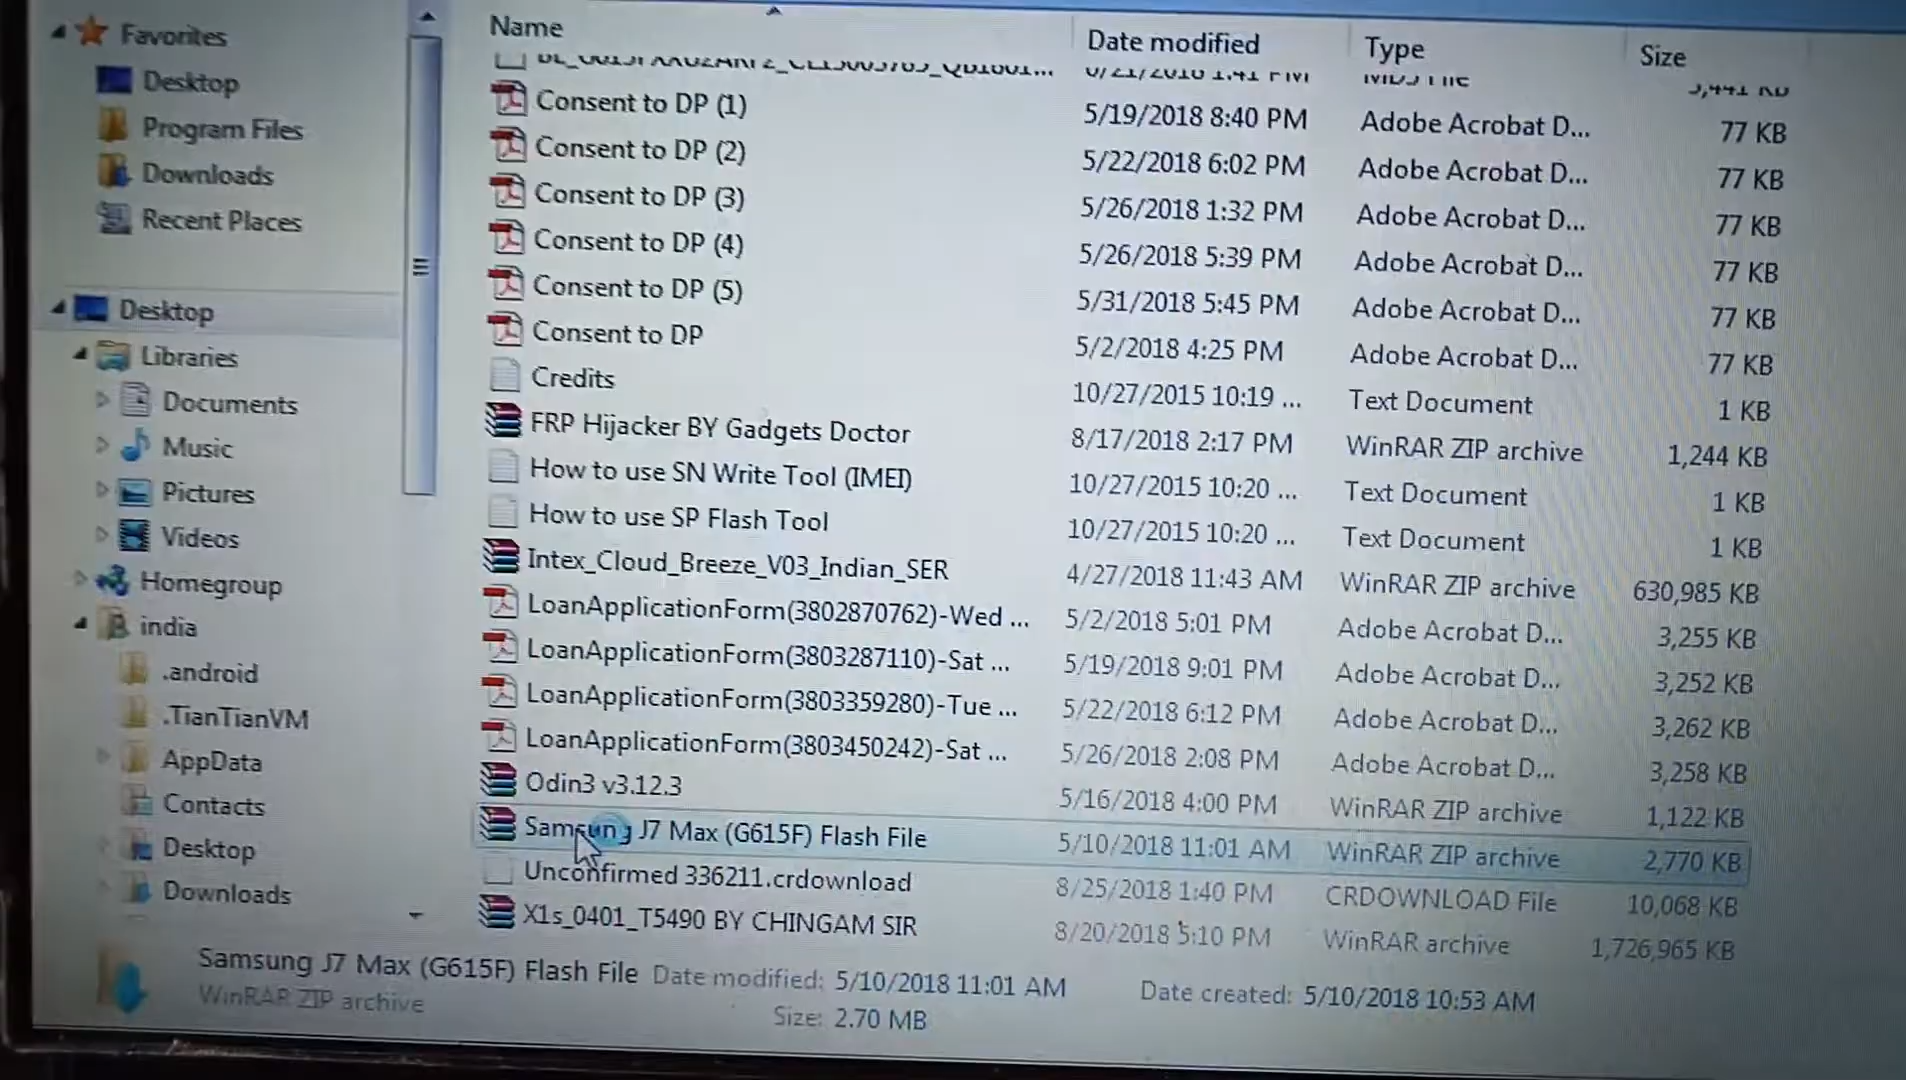 Favorites
Desktop
Program Files
Downloads
Recent Places
Desktop
Libraries
Documents
Music
Pictures
Videos
Homegroup
india
.android
.TianTianVM
AppData
Contacts
Desktop
Downloads
Name Date modified Type Size
Consent to DP (1) 5/19/2018 8:40 PM Adobe Acrobat D... 77 KB
Consent to DP (2) 5/22/2018 6:02 PM Adobe Acrobat D... 77 KB
Consent to DP (3) 5/26/2018 1:32 PM Adobe Acrobat D... 77 KB
Consent to DP (4) 5/26/2018 5:39 PM Adobe Acrobat D... 77 KB
Consent to DP (5) 5/31/2018 5:45 PM Adobe Acrobat D... 77 KB
Consent to DP 5/2/2018 4:25 PM Adobe Acrobat D... 77 KB
Credits 10/27/2015 10:19 ... Text Document 1 KB
FRP Hijacker BY Gadgets Doctor 8/17/2018 2:17 PM WinRAR ZIP archive 1,244 KB
How to use SN Write Tool (IMEI) 10/27/2015 10:20 ... Text Document 1 KB
How to use SP Flash Tool 10/27/2015 10:20 ... Text Document 1 KB
Intex_Cloud_Breeze_V03_Indian_SER 4/27/2018 11:43 AM WinRAR ZIP archive 630,985 KB
LoanApplicationForm(3802870762)-Wed ... 5/2/2018 5:01 PM Adobe Acrobat D... 3,255 KB
LoanApplicationForm(3803287110)-Sat ... 5/19/2018 9:01 PM Adobe Acrobat D... 3,252 KB
LoanApplicationForm(3803359280)-Tue ... 5/22/2018 6:12 PM Adobe Acrobat D... 3,262 KB
LoanApplicationForm(3803450242)-Sat ... 5/26/2018 2:08 PM Adobe Acrobat D... 3,258 KB
Odin3 v3.12.3 5/16/2018 4:00 PM WinRAR ZIP archive 1,122 KB
Samsung J7 Max (G615F) Flash File 5/10/2018 11:01 AM WinRAR ZIP archive 2,770 KB
Unconfirmed 336211.crdownload 8/25/2018 1:40 PM CRDOWNLOAD File 10,068 KB
X1s_0401_T5490 BY CHINGAM SIR 8/20/2018 5:10 PM WinRAR archive 1,726,965 KB
Samsung J7 Max (G615F) Flash File Date modified: 5/10/2018 11:01 AM Date created: 5/10/2018 10:53 AM
WinRAR ZIP archive Size: 2.70 MB